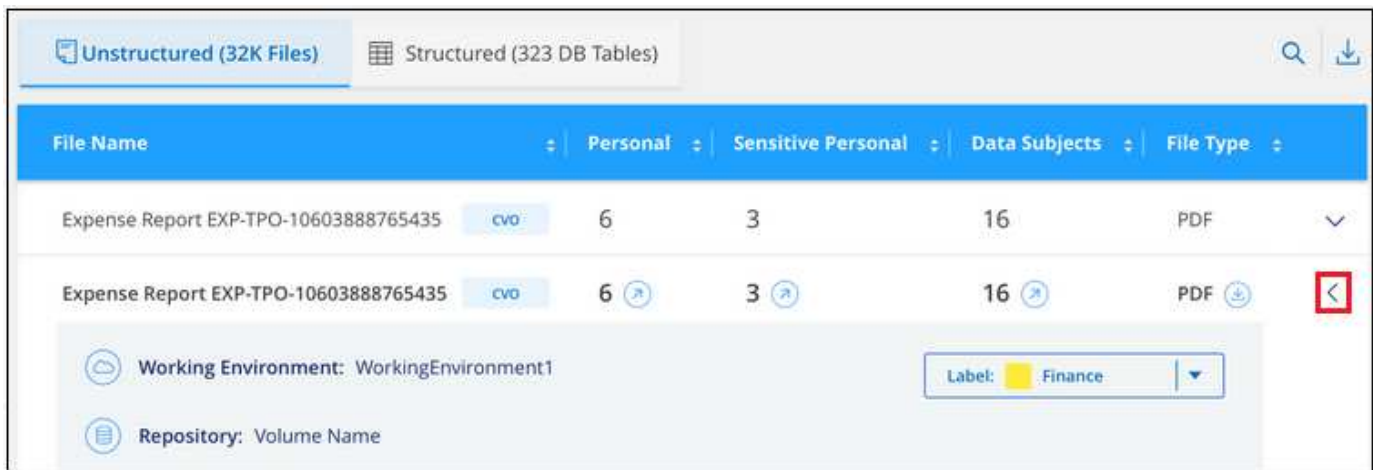 Unstructured (32K Files) Structured (323 DB Tables)
File Name Personal Sensitive Personal Data Subjects File Type
Expense Report EXP-TPO-10603888765435 CVO 6 3 16 PDF
Expense Report EXP-TPO-10603888765435 CVO 6 3 16 PDF
Working Environment: WorkingEnvironment1 Label: Finance
Repository: Volume Name